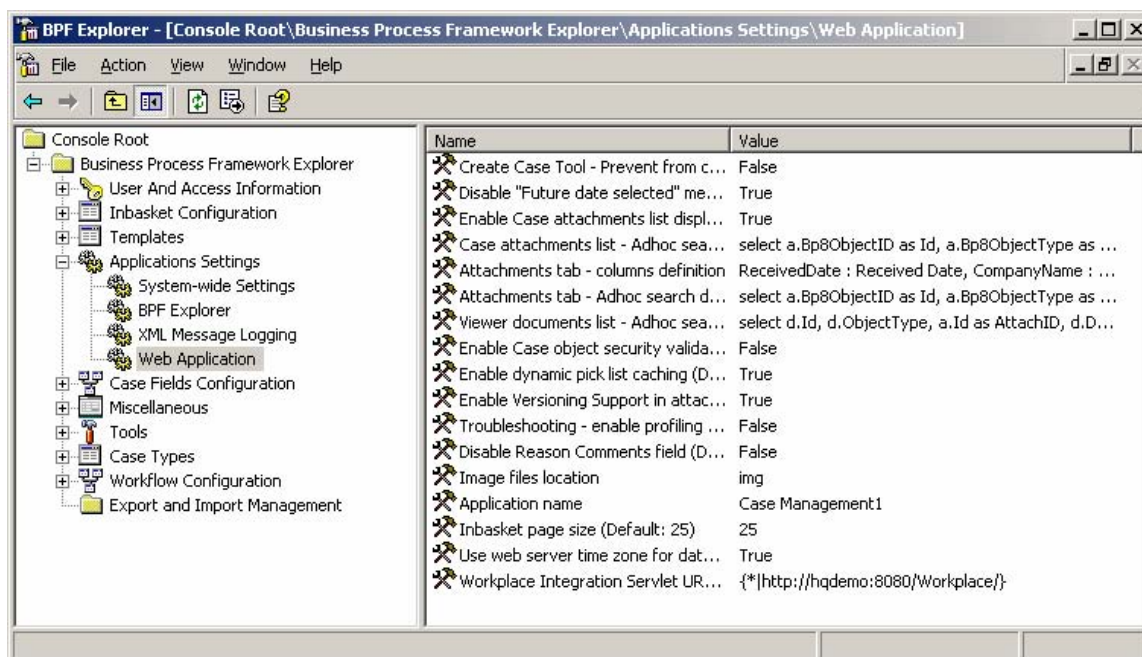 BPF Explorer - [Console Root\Business Process Framework Explorer\Applications Settings\Web Application]
File Action View Window Help
Console Root
Business Process Framework Explorer
User And Access Information
Inbasket Configuration
Templates
Applications Settings
System-wide Settings
BPF Explorer
XML Message Logging
Web Application
Case Fields Configuration
Miscellaneous
Tools
Case Types
Workflow Configuration
Export and Import Management
Name Value
Create Case Tool - Prevent from c... False
Disable "Future date selected" me... True
Enable Case attachments list displ... True
Case attachments list - Adhoc sea... select a.Bp8ObjectID as Id, a.Bp8ObjectType as ...
Attachments tab - columns definition ReceivedDate : Received Date, CompanyName : ...
Attachments tab - Adhoc search d... select a.Bp8ObjectID as Id, a.Bp8ObjectType as ...
Viewer documents list - Adhoc sea... select d.Id, d.ObjectType, a.Id as AttachID, d.D...
Enable Case object security valida... False
Enable dynamic pick list caching (D... True
Enable Versioning Support in attac... True
Troubleshooting - enable profiling ... False
Disable Reason Comments field (D... False
Image files location img
Application name Case Management1
Inbasket page size (Default: 25) 25
Use web server time zone for dat... True
Workplace Integration Servlet UR... {*|http://hqdemo:8080/Workplace/}